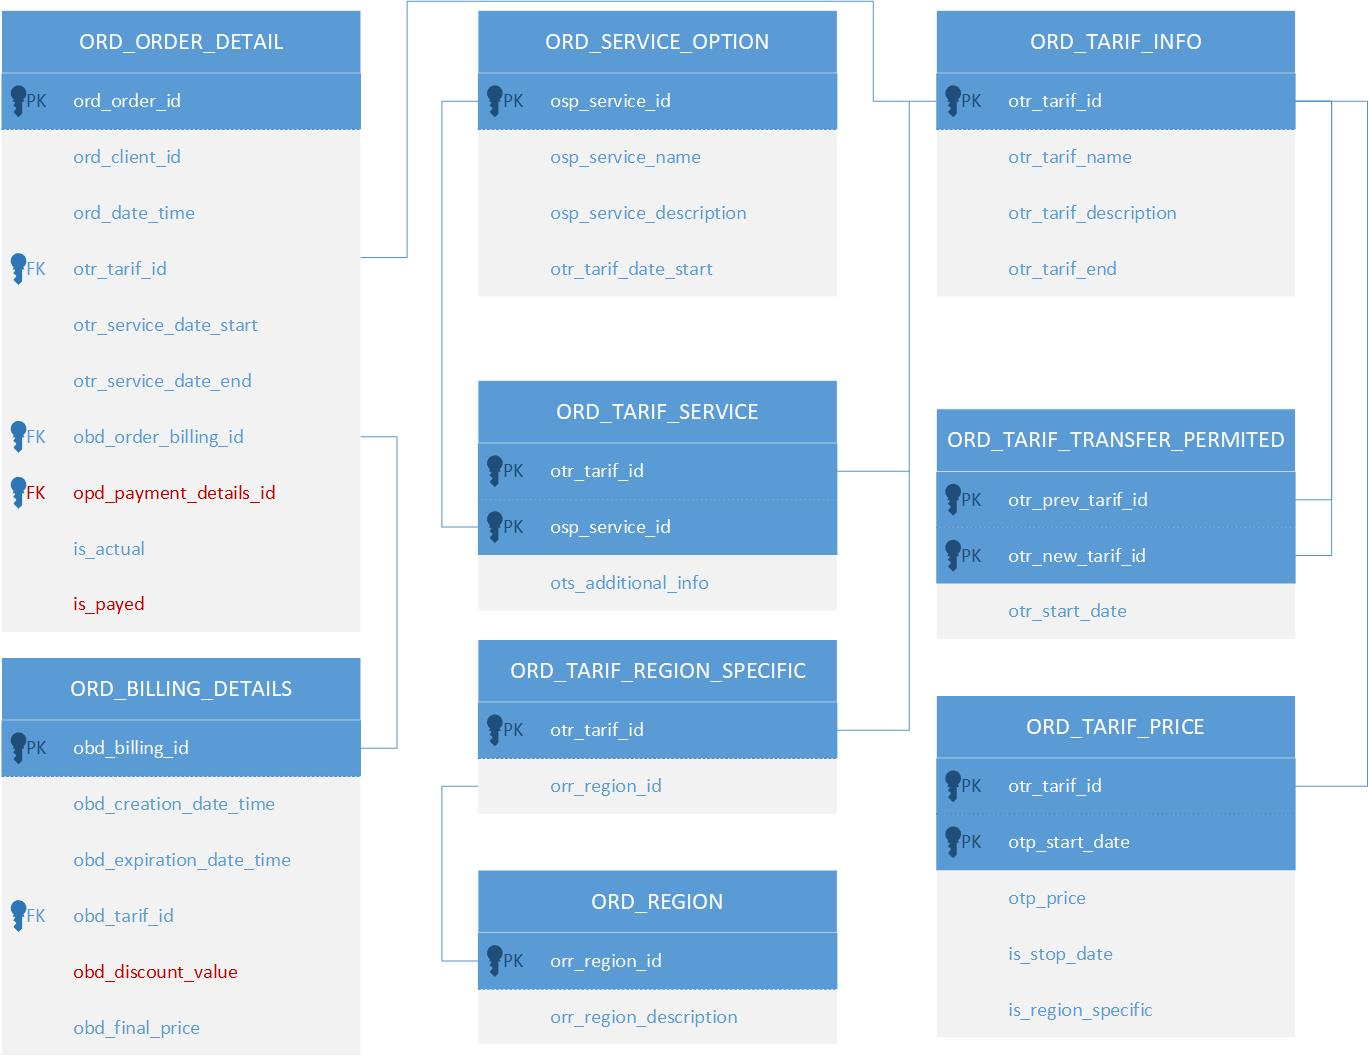 ORD_ORDER_DETAIL
PK ord_order_id
ord_client_id
ord_date_time
FK otr_tarif_id
otr_service_date_start
otr_service_date_end
FK obd_order_billing_id
FK opd_payment_details_id
is_actual
is_payed
ORD_BILLING_DETAILS
PK obd_billing_id
obd_creation_date_time
obd_expiration_date_time
FK obd_tarif_id
obd_discount_value
obd_final_price
ORD_SERVICE_OPTION
PK osp_service_id
osp_service_name
osp_service_description
otr_tarif_date_start
ORD_TARIF_SERVICE
PK otr_tarif_id
PK osp_service_id
ots_additional_info
ORD_TARIF_REGION_SPECIFIC
PK otr_tarif_id
orr_region_id
ORD_REGION
PK orr_region_id
orr_region_description
ORD_TARIF_INFO
PK otr_tarif_id
otr_tarif_name
otr_tarif_description
otr_tarif_end
ORD_TARIF_TRANSFER_PERMITED
PK otr_prev_tarif_id
PK otr_new_tarif_id
otr_start_date
ORD_TARIF_PRICE
PK otr_tarif_id
PK otp_start_date
otp_price
is_stop_date
is_region_specific